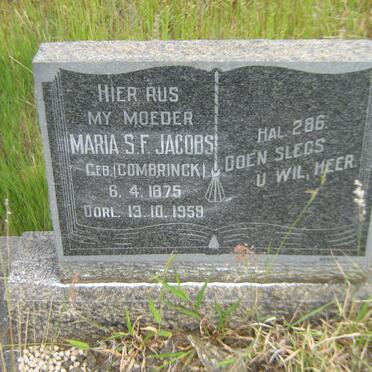 HIER RUS
MY MOEDER
MARIA S.F. JACOBS
GEB. (COMBRINCK)
6. 4. 1875
OORL. 13. 10. 1959
HAL 286.
DOEN SLEGS
U WIL, HEER.